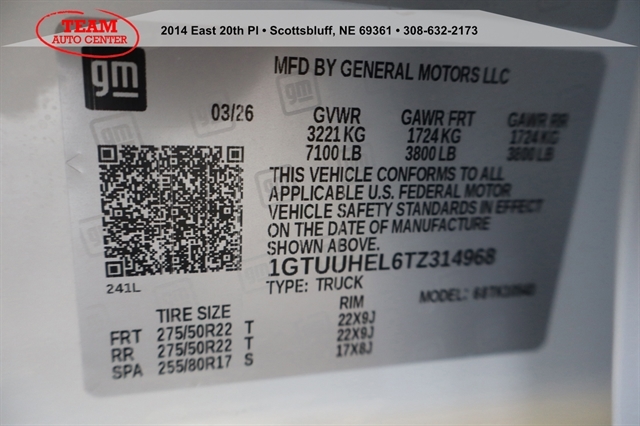 TEAM
AUTO CENTER
2014 East 20th Pl • Scottsbluff, NE 69361 • 308-632-2173
gm
MFD BY GENERAL MOTORS LLC
03/26 GVWR GAWR FRT GAWR RR
3221 KG 1724 KG 1724 KG
7100 LB 3800 LB 3800 LB
THIS VEHICLE CONFORMS TO ALL
APPLICABLE U.S. FEDERAL MOTOR
VEHICLE SAFETY STANDARDS IN EFFECT
ON THE DATE OF MANUFACTURE
SHOWN ABOVE.
1GTUUHEL6TZ314968
241L
TYPE: TRUCK MODEL:
TIRE SIZE RIM
FRT 275/50R22 T 22X9J
RR 275/50R22 T 22X9J
SPA 255/80R17 S 17X8J